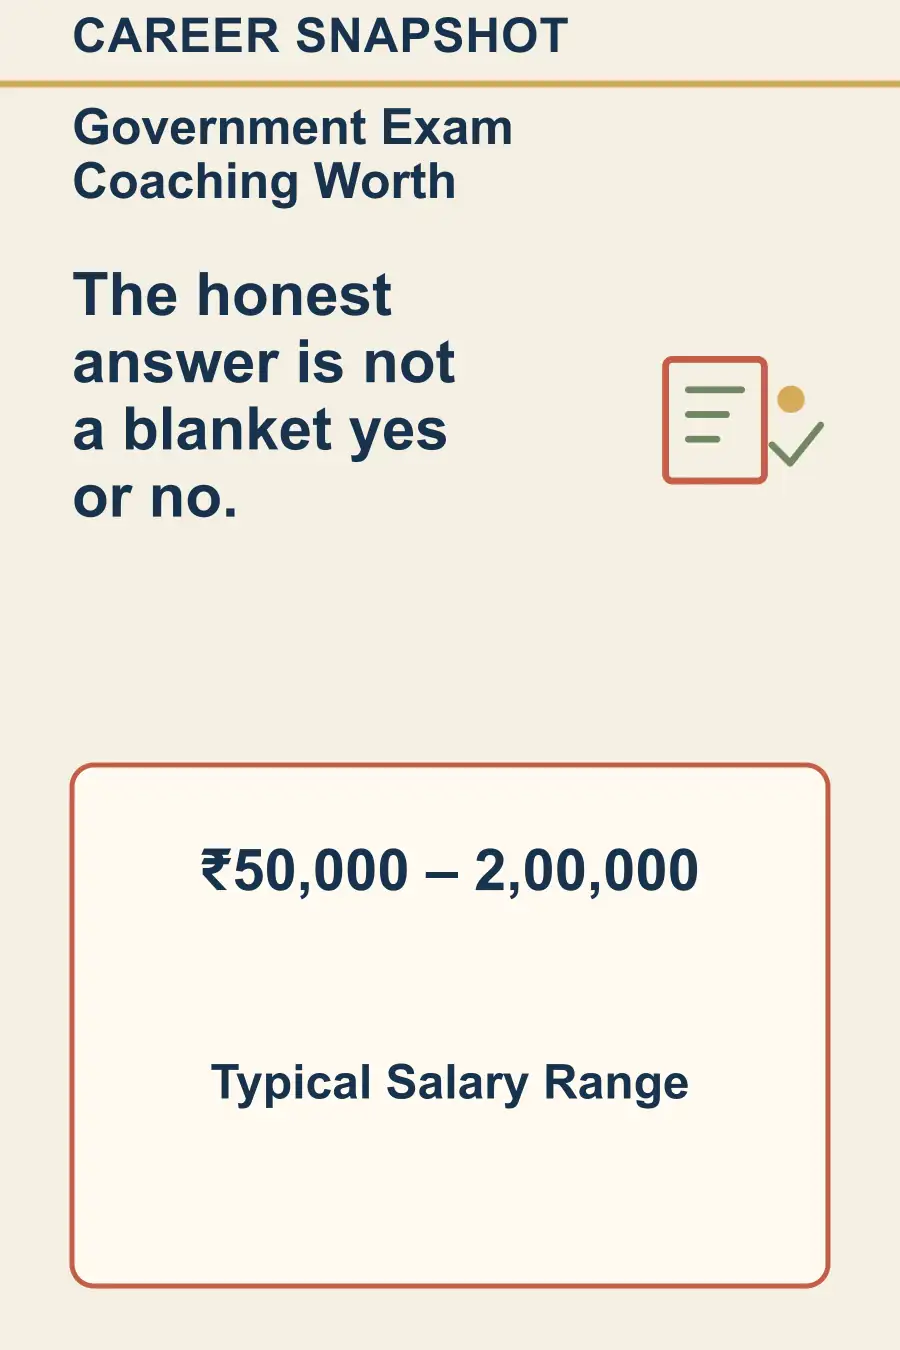 CAREER SNAPSHOT
Government Exam
Coaching Worth
The honest
answer is not
a blanket yes
or no.
₹50,000 – 2,00,000
Typical Salary Range